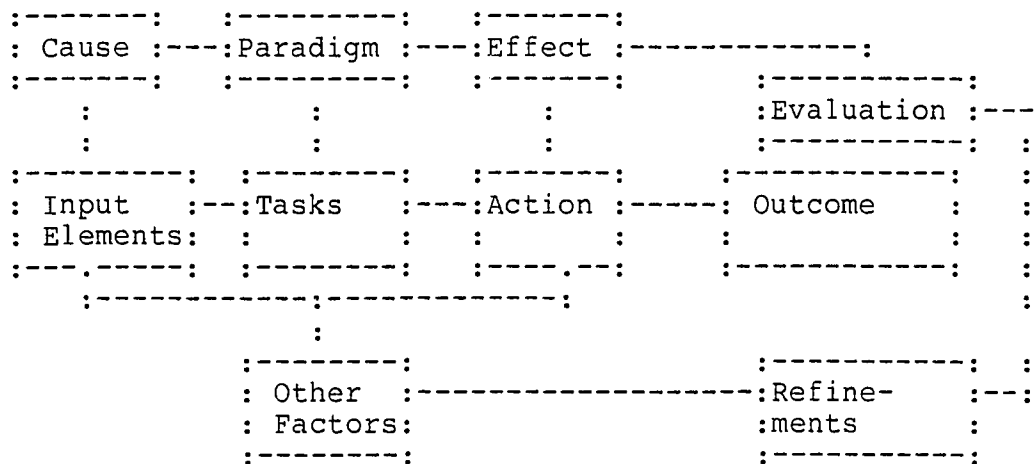 Cause Paradigm Effect
Evaluation
Input Tasks Action Outcome
Elements
Other Refine-
Factors ments